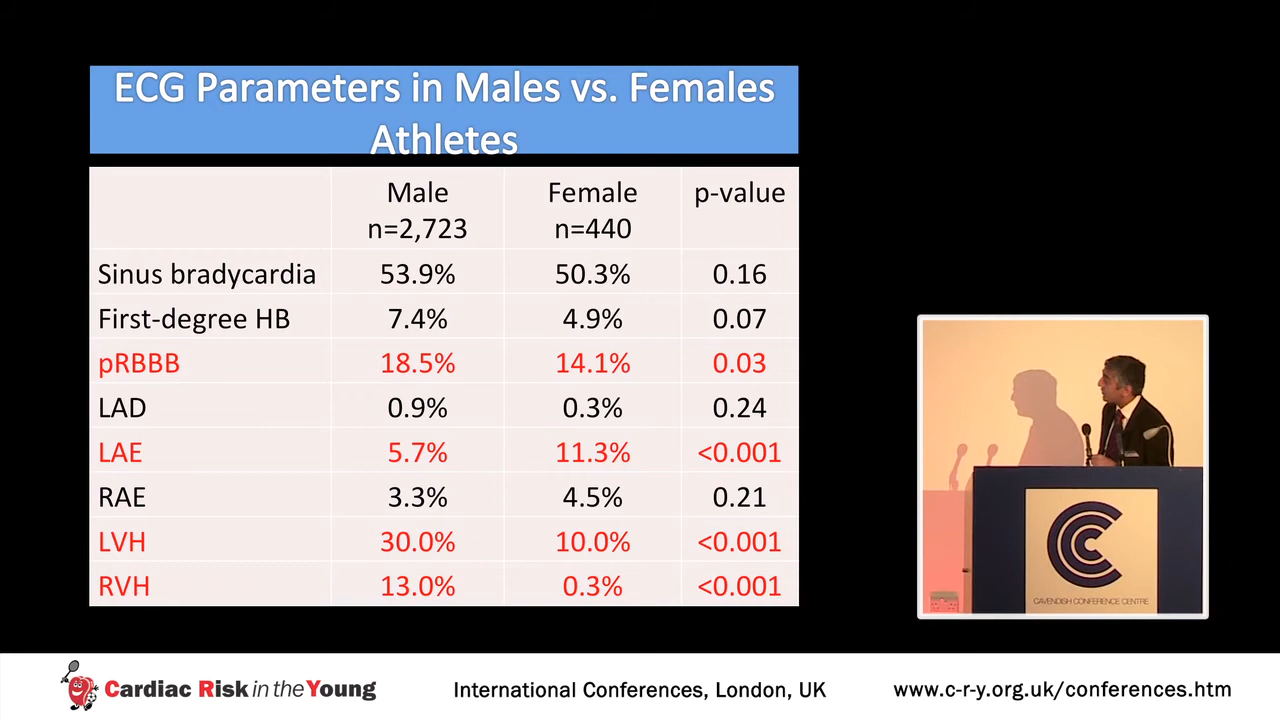 ECG Parameters in Males vs. Females
Athletes
Male Female p-value
n=2,723 n=440
Sinus bradycardia 53.9% 50.3% 0.16
First-degree HB 7.4% 4.9% 0.07
pRBBB 18.5% 14.1% 0.03
LAD 0.9% 0.3% 0.24
LAE 5.7% 11.3% <0.001
RAE 3.3% 4.5% 0.21
LVH 30.0% 10.0% <0.001
RVH 13.0% 0.3% <0.001
CAVENDISH CONFERENCE CENTRE
Cardiac Risk in the Young International Conferences, London, UK www.c-r-y.org.uk/conferences.htm